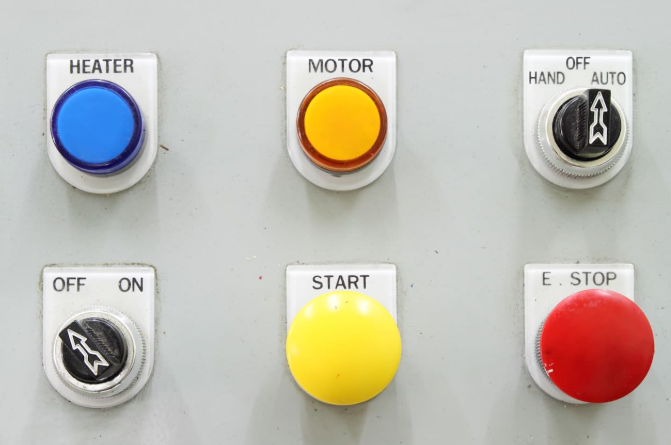 HEATER
MOTOR
OFF
HAND AUTO
OFF ON
START
E. STOP